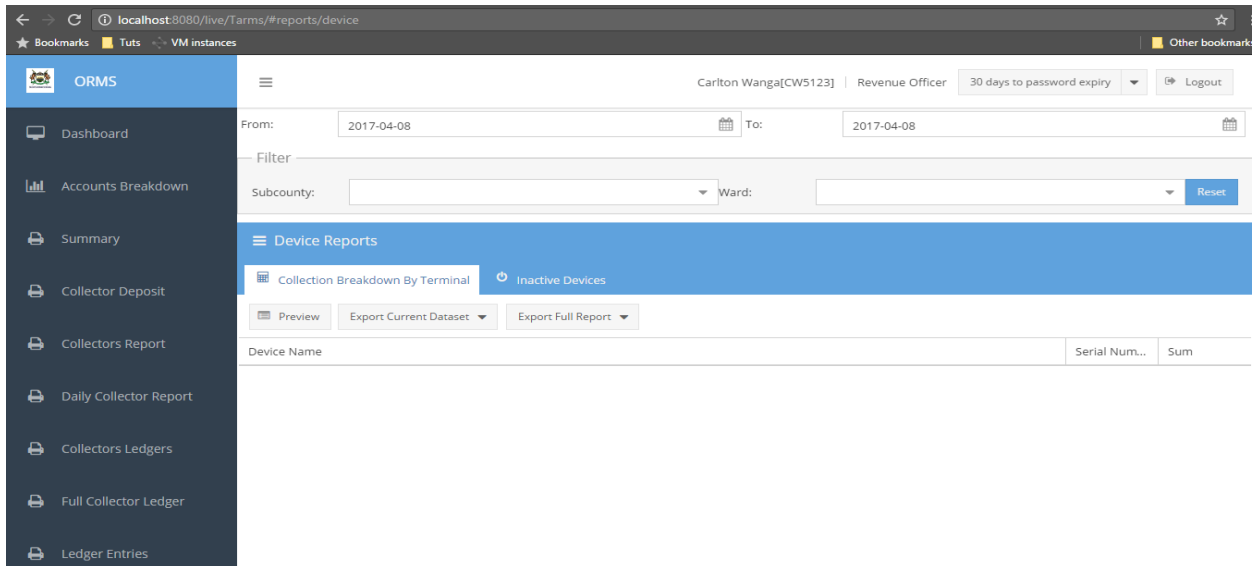 localhost:8080/live/Tarms/#reports/device
Bookmarks Tuts VM instances Other bookmarks
ORMS Carlton Wanga[CW5123] Revenue Officer 30 days to password expiry Logout
Dashboard
Accounts Breakdown
Summary
Collector Deposit
Collectors Report
Daily Collector Report
Collectors Ledgers
Full Collector Ledger
Ledger Entries
From: 2017-04-08 To: 2017-04-08
Filter
Subcounty: Ward: Reset
Device Reports
Collection Breakdown By Terminal Inactive Devices
Preview Export Current Dataset Export Full Report
Device Name Serial Num... Sum